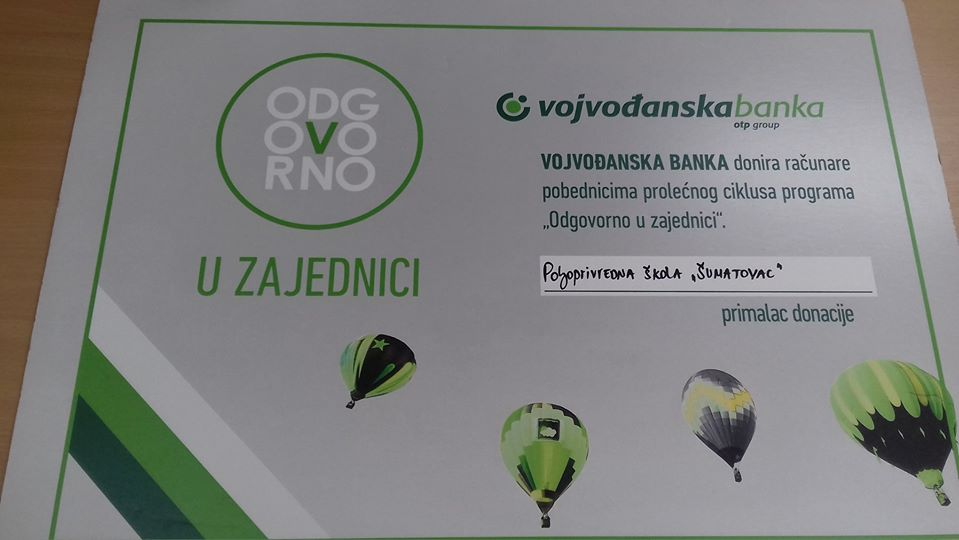 ODG
OVO
RNO
U ZAJEDNICI
vojvođanskabanka
otp group
VOJVOĐANSKA BANKA donira računare
pobednicima prolećnog ciklusa programa
„Odgovorno u zajednici“.
Poljoprivredna škola „Šumatovac“
primalac donacije